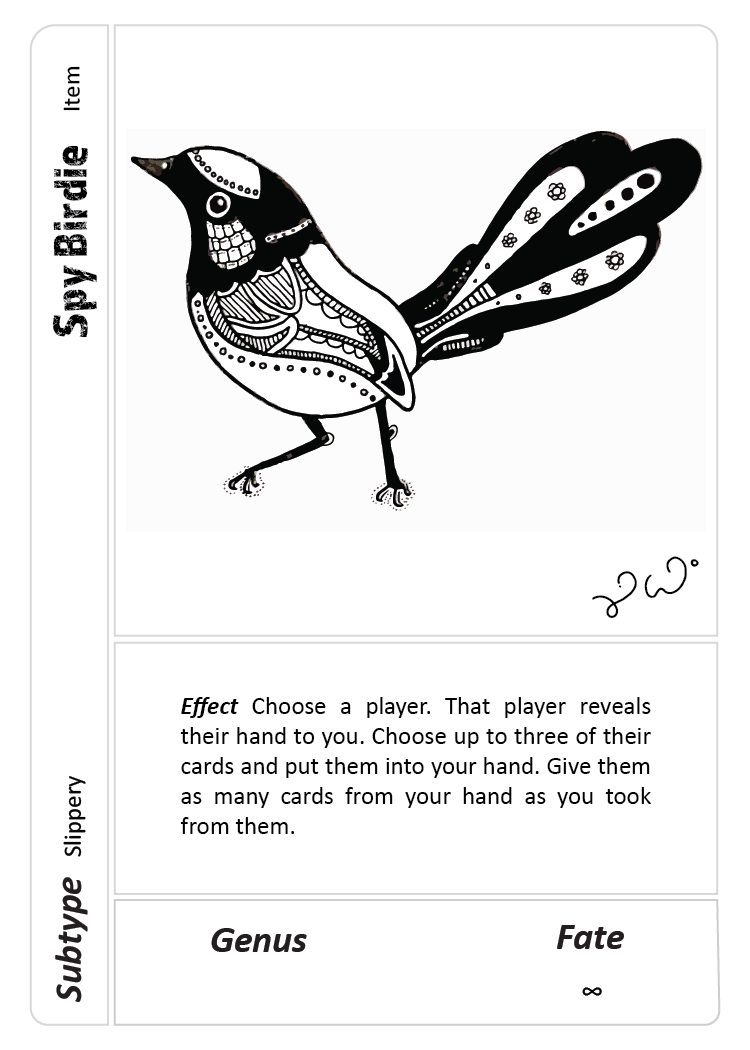 Spy Birdie Item
Effect Choose a player. That player reveals
their hand to you. Choose up to three of their
cards and put them into your hand. Give them
as many cards from your hand as you took
from them.
Subtype Slippery
Genus
Fate
∞